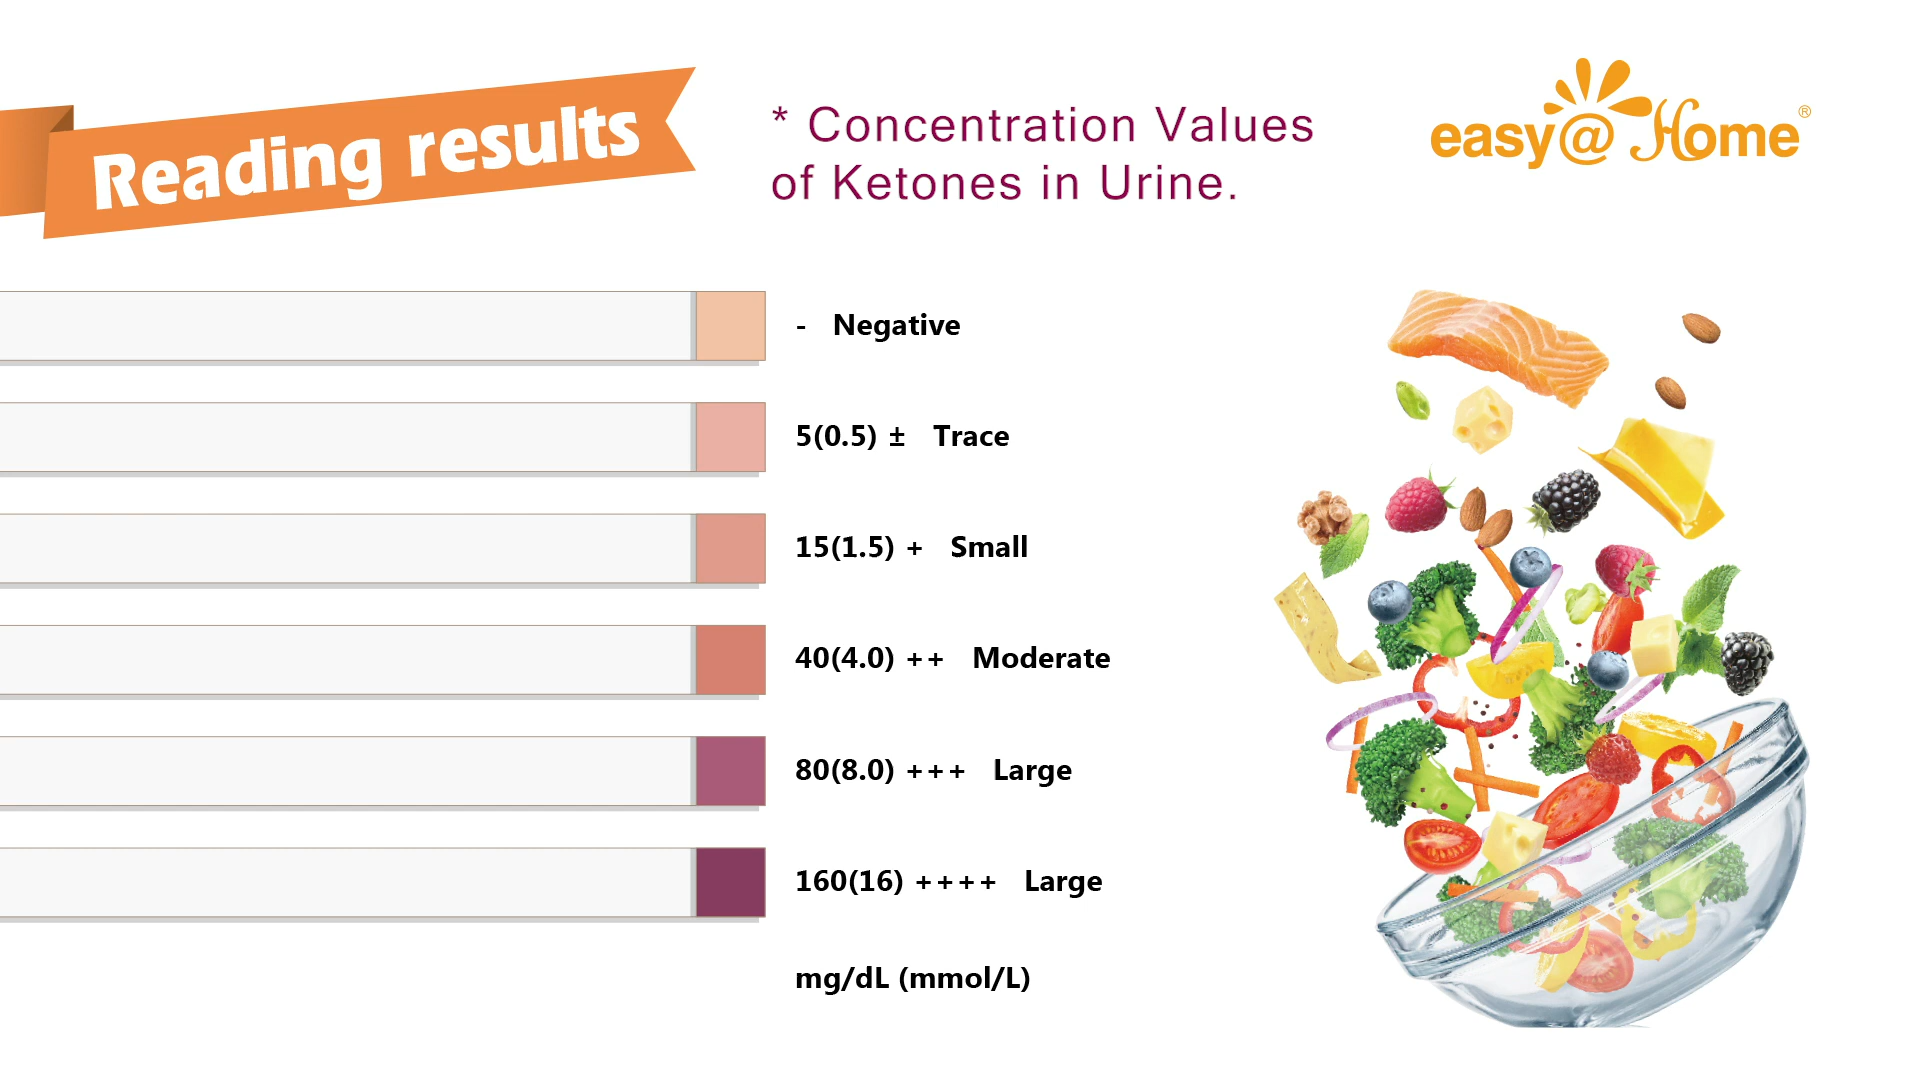 Reading results
* Concentration Values
of Ketones in Urine.
easy@Home®
- Negative
5(0.5) ± Trace
15(1.5) + Small
40(4.0) ++ Moderate
80(8.0) +++ Large
160(16) ++++ Large
mg/dL (mmol/L)